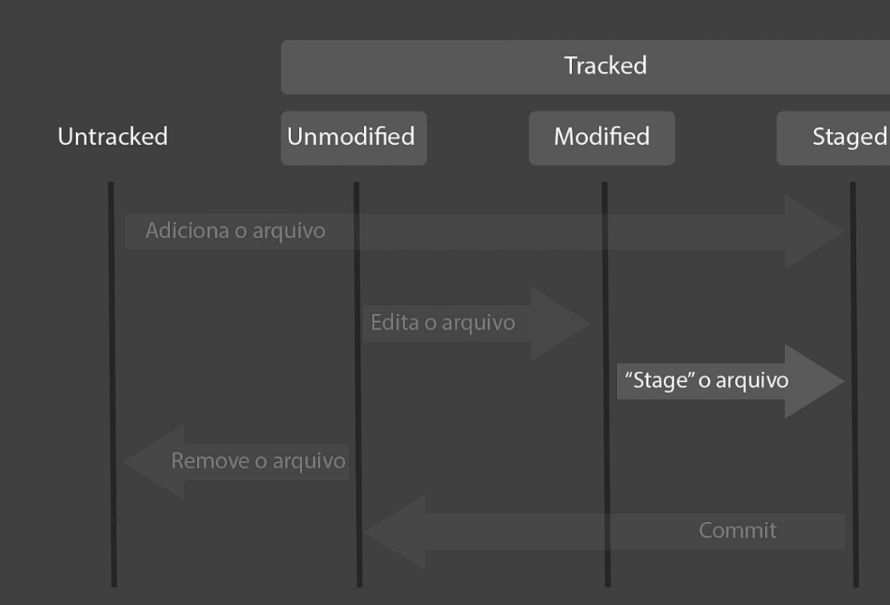 Tracked
Untracked
Unmodified
Modified
Staged
Adiciona o arquivo
Edita o arquivo
“Stage” o arquivo
Remove o arquivo
Commit